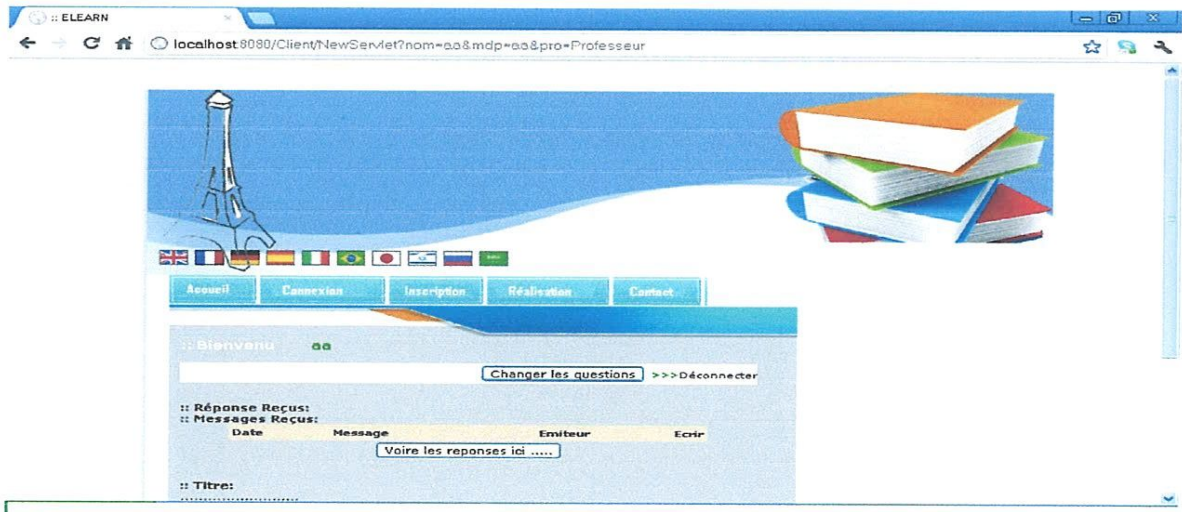 :: ELEARN
localhost:8080/Client/NewServlet?nom=aa&mdp=aa&pro=Professeur
Accueil Connexion Inscription Réalisation Contact
:: Bienvenu aa
Changer les questions >>>Déconnecter
:: Réponse Reçus:
:: Messages Reçus:
Date Message Emiteur Ecrir
Voire les reponses ici .....
:: Titre:
........................